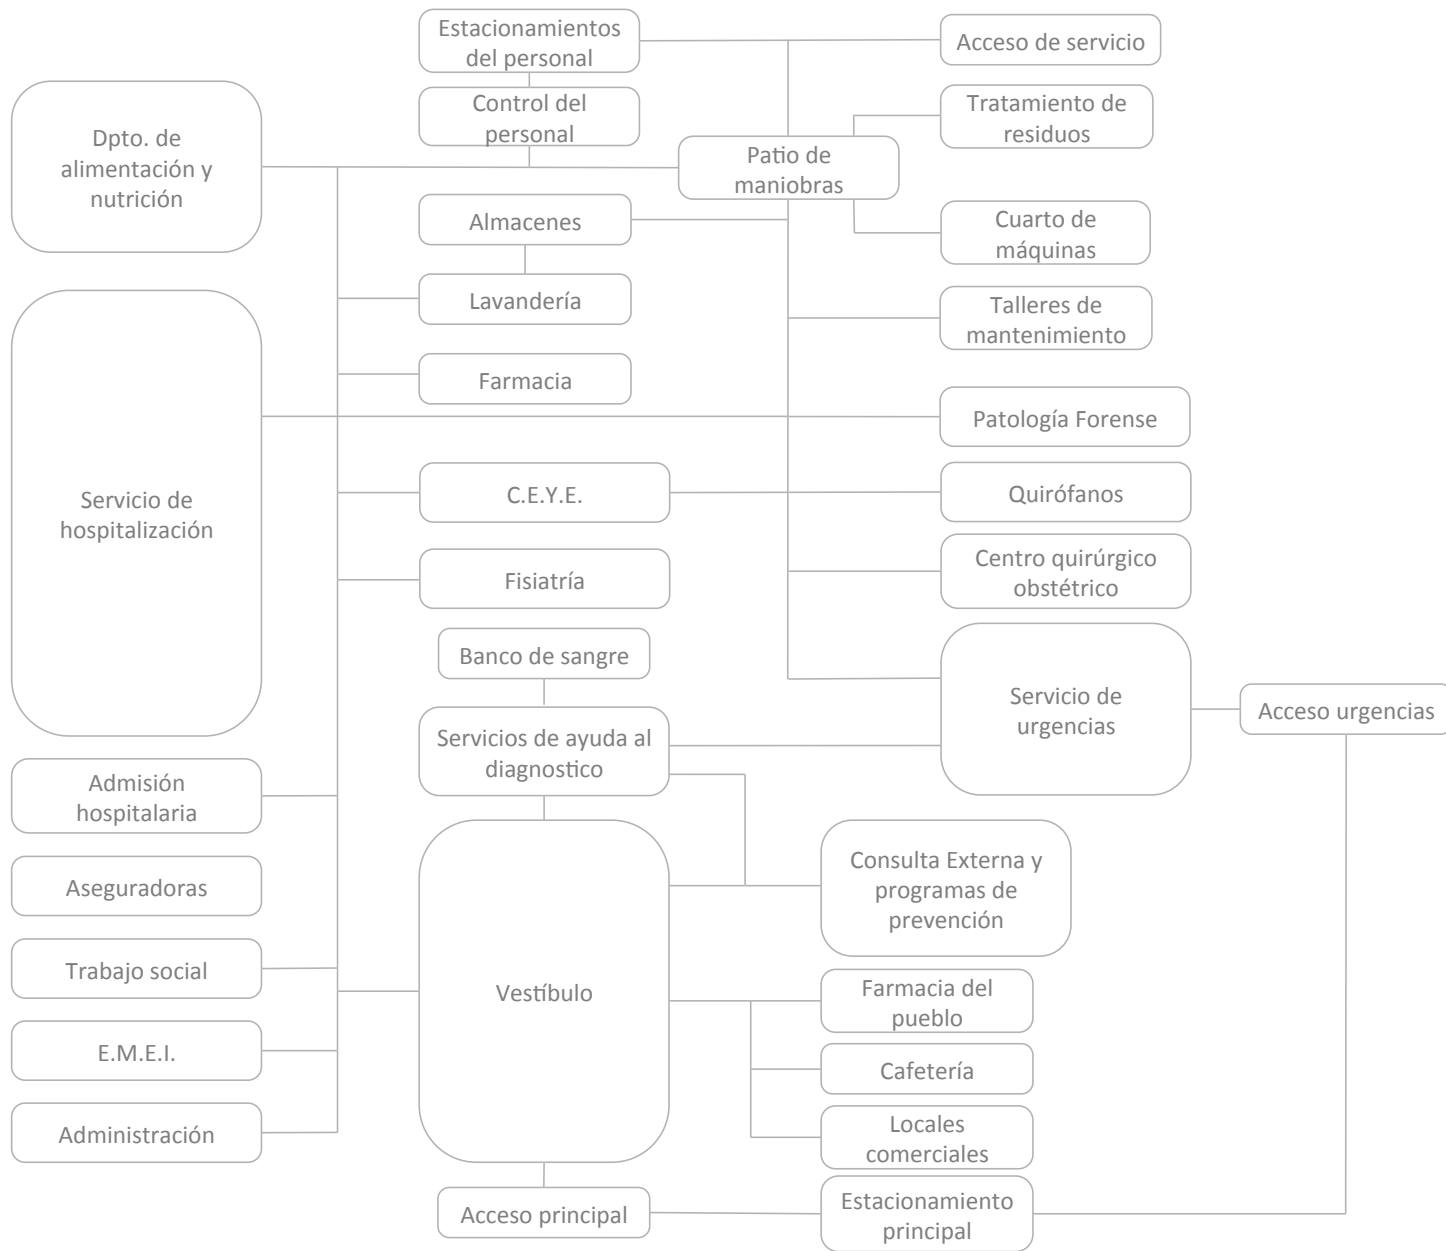 Estacionamientos
del personal
Acceso de servicio
Control del
personal
Tratamiento de
residuos
Dpto. de
alimentación y
nutrición
Patio de
maniobras
Almacenes
Cuarto de
máquinas
Lavandería
Talleres de
mantenimiento
Farmacia
Patología Forense
Servicio de
hospitalización
C.E.Y.E.
Quirófanos
Fisiatría
Centro quirúrgico
obstétrico
Banco de sangre
Servicio de
urgencias
Acceso urgencias
Servicios de ayuda al
diagnostico
Admisión
hospitalaria
Aseguradoras
Consulta Externa y
programas de
prevención
Trabajo social
Vestíbulo
Farmacia del
pueblo
E.M.E.I.
Cafetería
Administración
Locales
comerciales
Acceso principal
Estacionamiento
principal